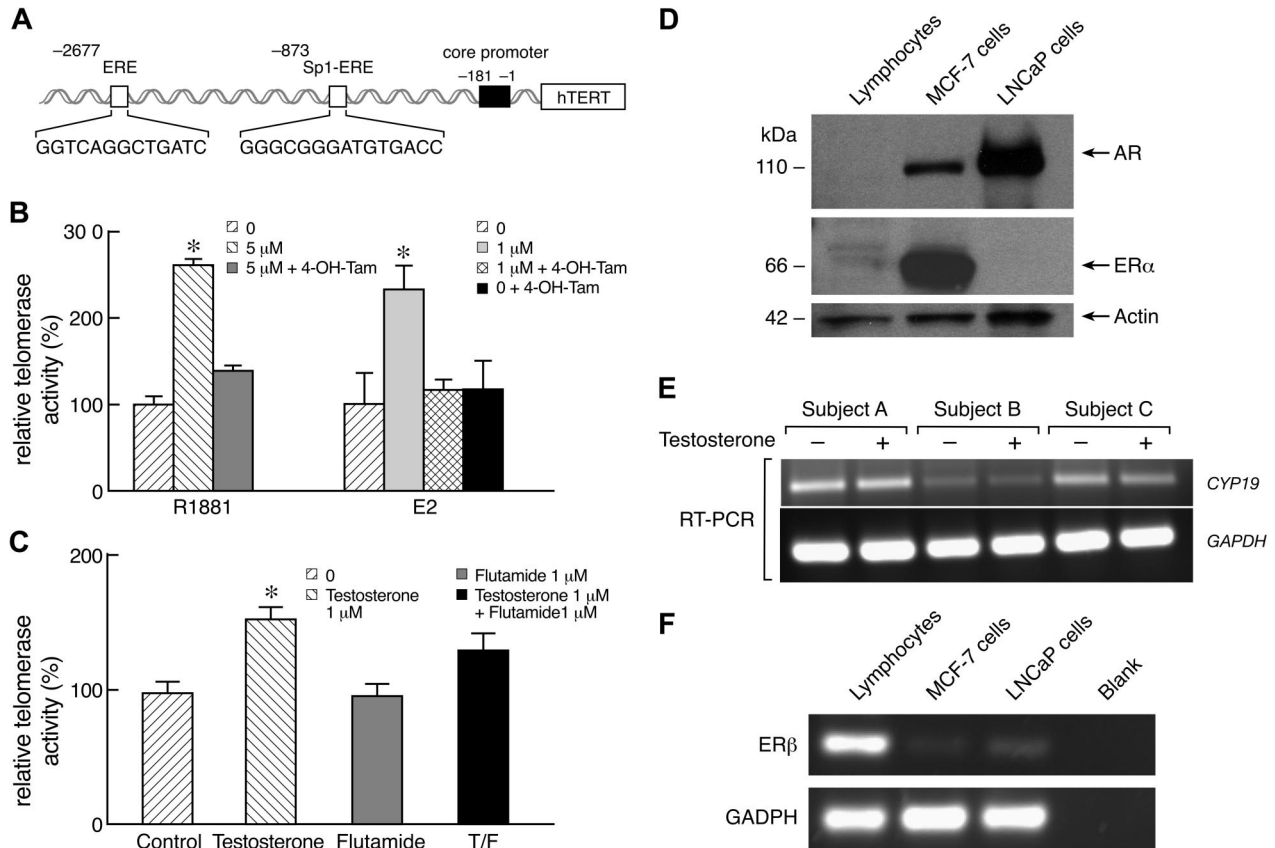 A
−2677
ERE
−873
Sp1-ERE
core promoter
−181 −1
hTERT
GGTCAGGCTGATC
GGGCGGGATGTGACC
B
relative telomerase
activity (%)
30 0
200
100
0
0
5 µM
5 µM + 4-OH-Tam
0
1 µM
1 µM + 4-OH-Tam
0 + 4-OH-Tam
*
*
R1881
E2
C
relative telomerase
activity (%)
200
100
0
0
Testosterone
1 µM
Flutamide 1 µM
Testosterone 1 µM
+ Flutamide1 µM
*
Control Testosterone Flutamide T/F
D
Lymphocytes
MCF-7 cells
LNCaP cells
kDa
110 –
AR
66 –
ERα
42 –
Actin
E
Subject A Subject B Subject C
Testosterone − + − + − +
RT-PCR
CYP19
GAPDH
F
Lymphocytes
MCF-7 cells
LNCaP cells
Blank
ERβ
GADPH